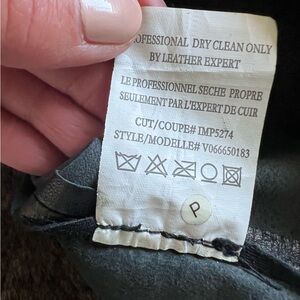 PROFESSIONAL DRY CLEAN ONLY
BY LEATHER EXPERT
LE PROFESSIONNEL SECHE PROPRE
SEULEMENT PAR L'EXPERT DE CUIR
CUT/COUPE# IMP5274
STYLE/MODELLE# V066650183
P